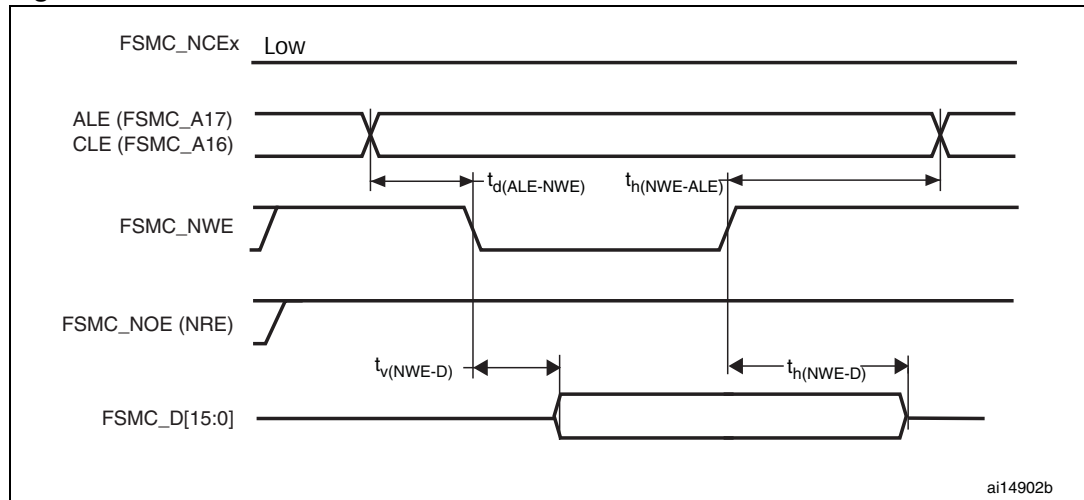 FSMC_NCEx Low
ALE (FSMC_A17)
CLE (FSMC_A16)
td(ALE-NWE) th(NWE-ALE)
FSMC_NWE
FSMC_NOE (NRE)
tv(NWE-D) th(NWE-D)
FSMC_D[15:0]
ai14902b